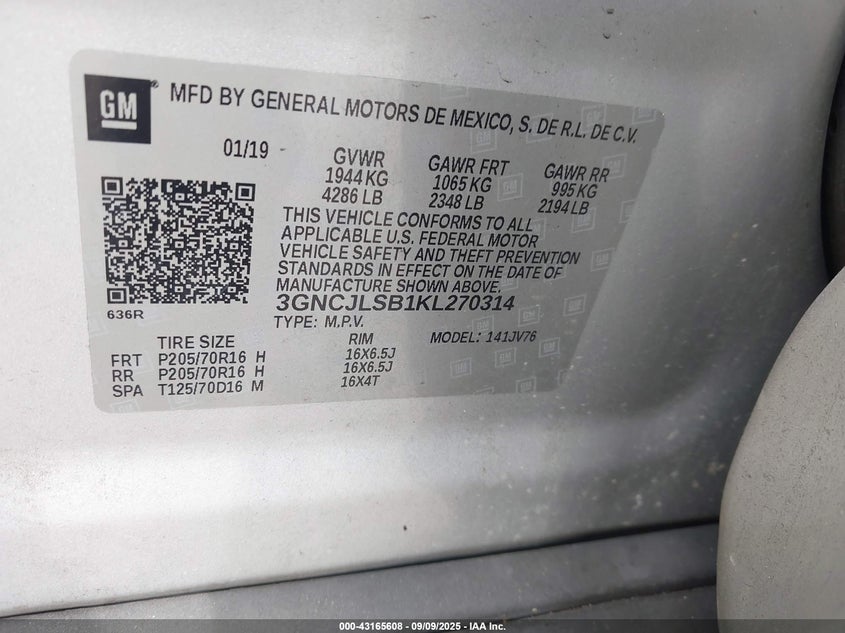 GM ® MFD BY GENERAL MOTORS DE MEXICO, S. DE R.L. DE C.V.
01/19 GVWR GAWR FRT GAWR RR
1944 KG 1065 KG 995 KG
4286 LB 2348 LB 2194 LB
THIS VEHICLE CONFORMS TO ALL
APPLICABLE U.S. FEDERAL MOTOR
VEHICLE SAFETY AND THEFT PREVENTION
STANDARDS IN EFFECT ON THE DATE OF
MANUFACTURE SHOWN ABOVE.
3GNCJLSB1KL270314
636R
TYPE: M.P.V. MODEL: 141JV76
TIRE SIZE RIM
FRT P205/70R16 H 16X6.5J
RR P205/70R16 H 16X6.5J
SPA T125/70D16 M 16X4T
000-43165608 - 09/09/2025 - IAA Inc.